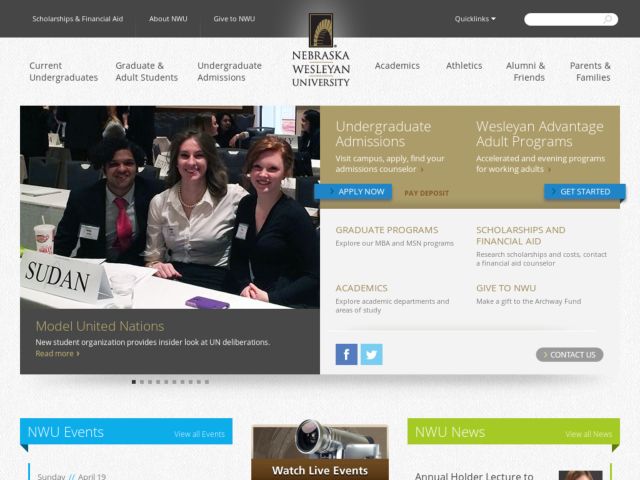 Scholarships & Financial Aid
About NWU
Give to NWU
Quicklinks
NEBRASKA
WESLEYAN
UNIVERSITY
Current
Undergraduates
Graduate &
Adult Students
Undergraduate
Admissions
Academics
Athletics
Alumni &
Friends
Parents &
Families
SUDAN
Model United Nations
New student organization provides insider look at UN deliberations.
Read more ›
Undergraduate
Admissions
Visit campus, apply, find your
admissions counselor ›
› APPLY NOW
PAY DEPOSIT
Wesleyan Advantage
Adult Programs
Accelerated and evening programs
for working adults ›
› GET STARTED
GRADUATE PROGRAMS
Explore our MBA and MSN programs
SCHOLARSHIPS AND
FINANCIAL AID
Research scholarships and costs, contact
a financial aid counselor
ACADEMICS
Explore academic departments and
areas of study
GIVE TO NWU
Make a gift to the Archway Fund
f
› CONTACT US
NWU Events
View all Events
Sunday // April 19
Watch Live Events
NWU News
View all News
Annual Holder Lecture to